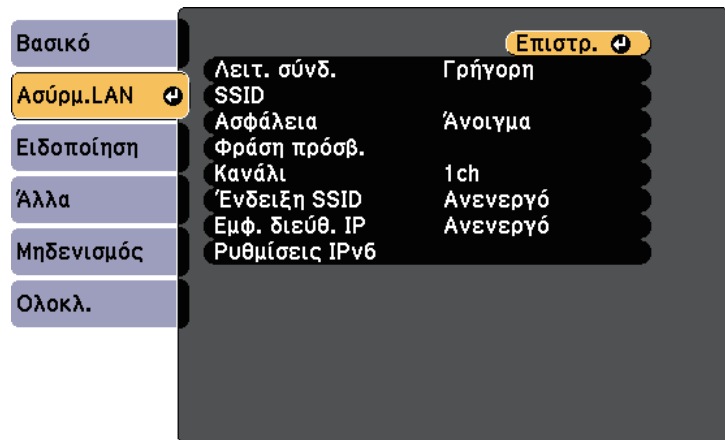 Βασικό
Ασύρμ.LAN
Ειδοποίηση
Άλλα
Μηδενισμός
Ολοκλ.
Επιστρ.
Λειτ. σύνδ. Γρήγορη
SSID
Ασφάλεια Άνοιγμα
Φράση πρόσβ.
Κανάλι 1ch
Ένδειξη SSID Ανενεργό
Εμφ. διεύθ. IP Ανενεργό
Ρυθμίσεις IPv6